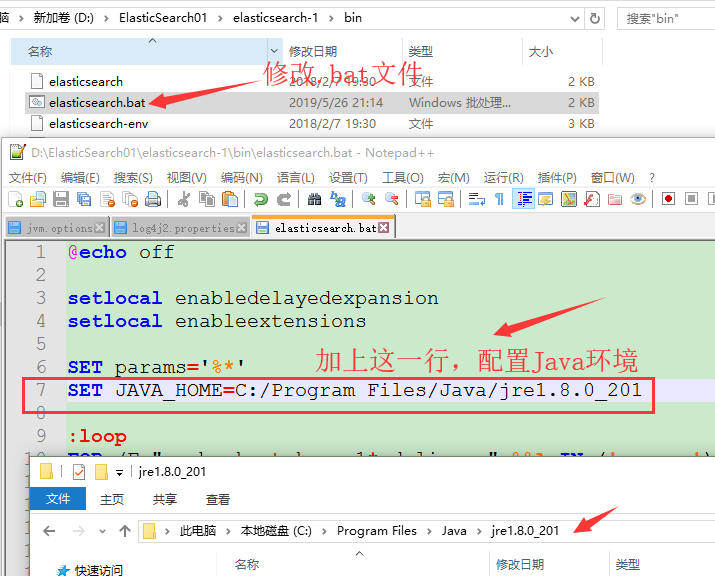 脑 › 新加卷 (D:) › ElasticSearch01 › elasticsearch-1 › bin 搜索"bin"
名称 修改日期 类型 大小
elasticsearch 2018/2/7 19:30 文件 2 KB
修改.bat文件
elasticsearch.bat 2019/5/26 21:14 Windows 批处理... 2 KB
elasticsearch-env 2018/2/7 19:30 文件 3 KB
D:\ElasticSearch01\elasticsearch-1\bin\elasticsearch.bat - Notepad++
文件(F) 编辑(E) 搜索(S) 视图(V) 编码(N) 语言(L) 设置(T) 工具(O) 宏(M) 运行(R) 插件(P) 窗口(W) ?
jvm.options log4j2.properties elasticsearch.bat
1 @echo off
2
3 setlocal enabledelayedexpansion
4 setlocal enableextensions
5
6 SET params='%*'
加上这一行，配置Java环境
7 SET JAVA_HOME=C:/Program Files/Java/jre1.8.0_201
8
9 :loop
jre1.8.0_201
文件 主页 共享 查看
此电脑 › 本地磁盘 (C:) › Program Files › Java › jre1.8.0_201
名称 修改日期 类型
快速访问